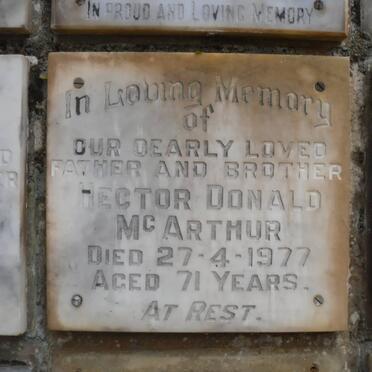 IN PROUD AND LOVING MEMORY
In Loving Memory
of
OUR DEARLY LOVED
FATHER AND BROTHER
HECTOR DONALD
MCARTHUR
DIED 27-4-1977
AGED 71 YEARS.
AT REST.